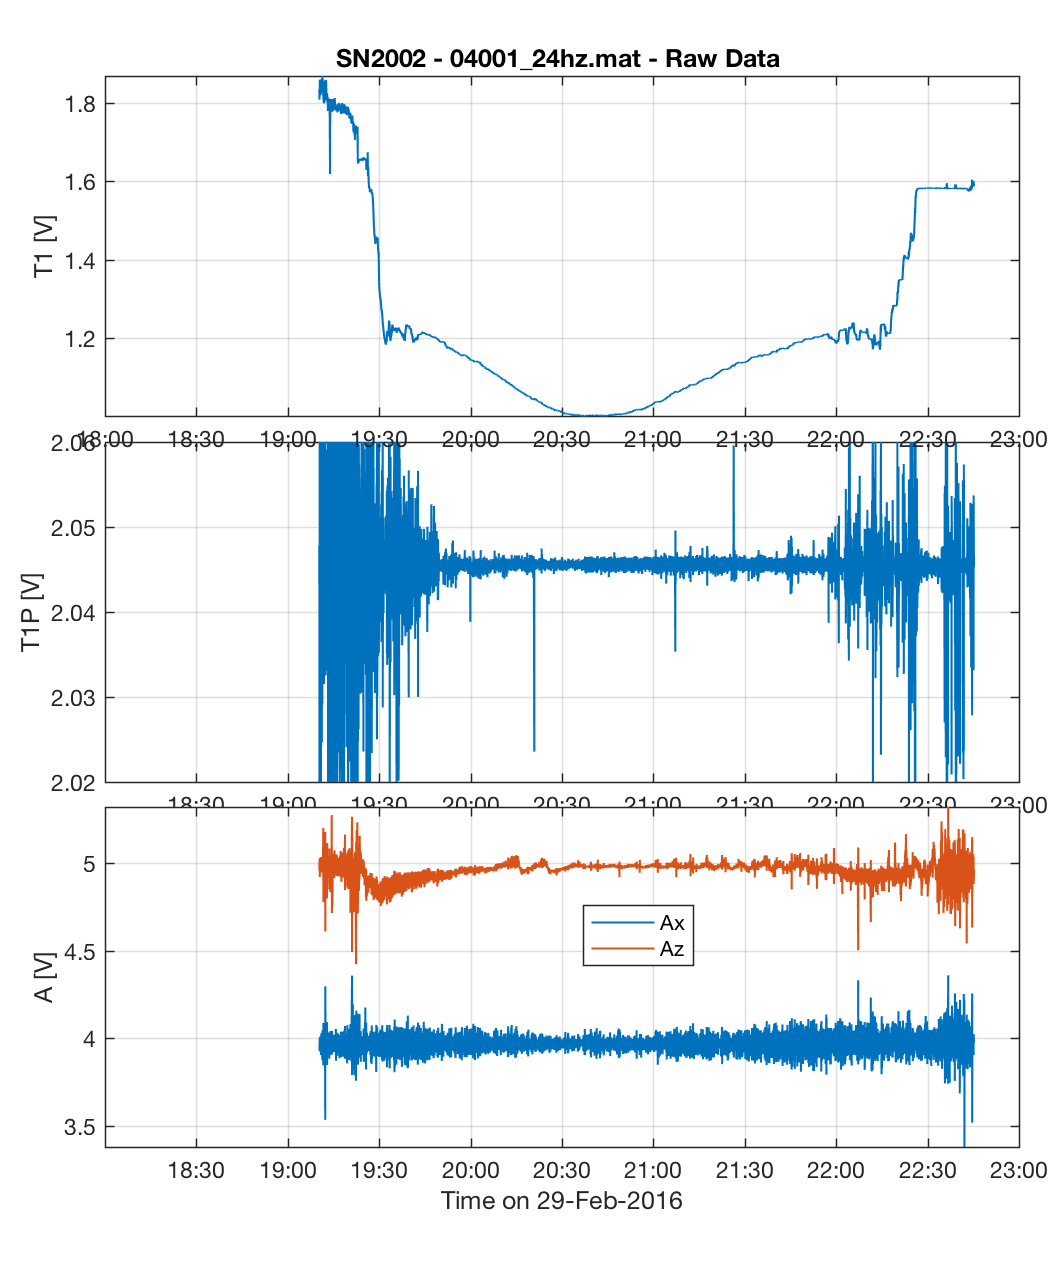 SN2002 - 04001_24hz.mat - Raw Data
1.8
1.6
1.4
1.2
T1 [V]
18:00 18:30 19:00 19:30 20:00 20:30 21:00 21:30 22:00 22:30 23:00
2.06
2.05
2.04
2.03
2.02
T1P [V]
18:30 19:00 19:30 20:00 20:30 21:00 21:30 22:00 22:30 23:00
5
4.5
4
3.5
A [V]
Ax
Az
18:30 19:00 19:30 20:00 20:30 21:00 21:30 22:00 22:30 23:00
Time on 29-Feb-2016